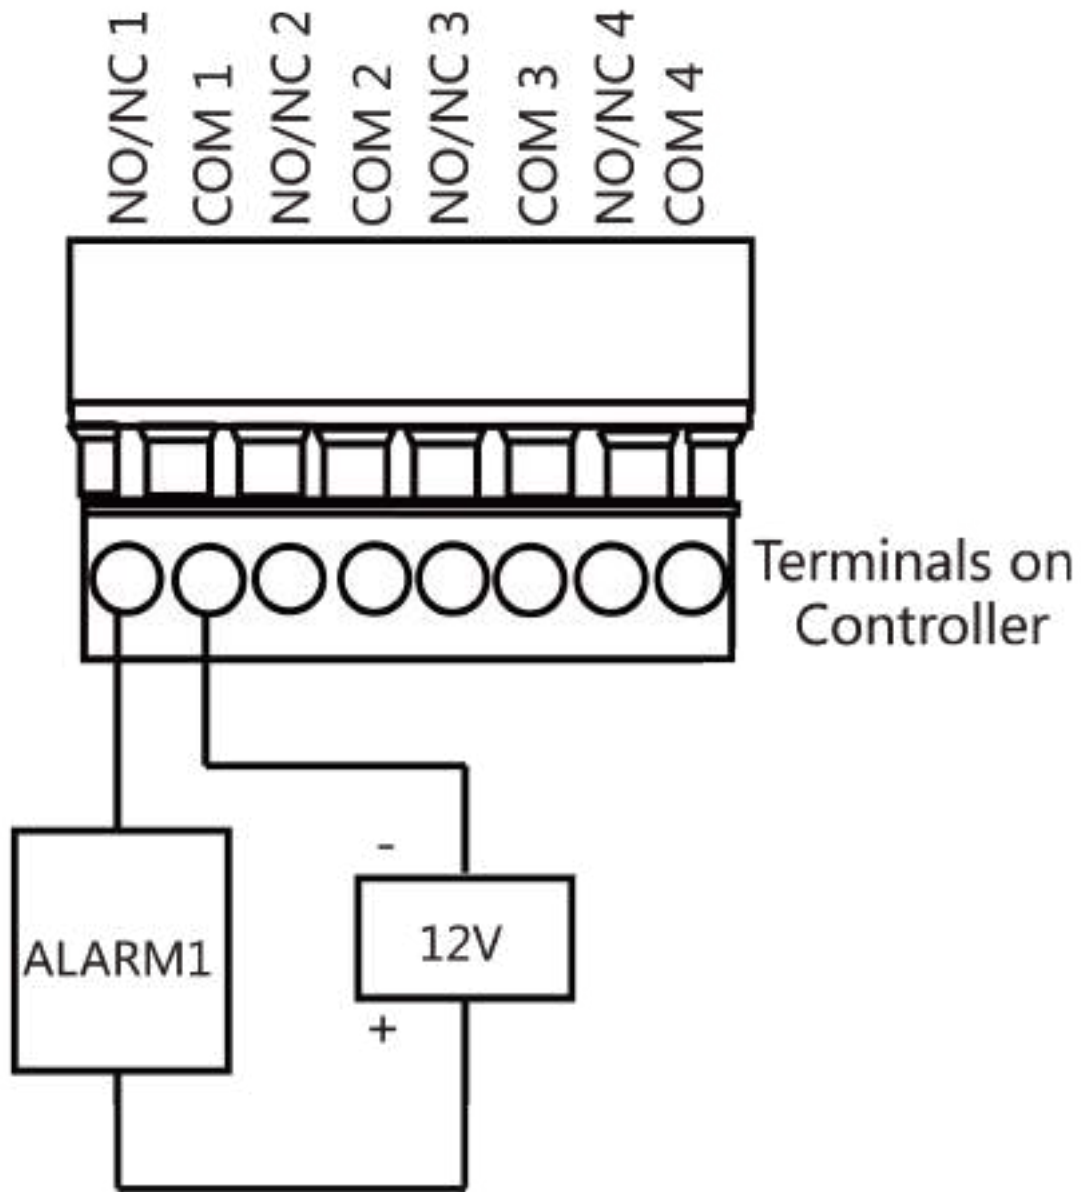 NO/NC 1
COM 1
NO/NC 2
COM 2
NO/NC 3
COM 3
NO/NC 4
COM 4
Terminals on
Controller
-
12V
ALARM1
+